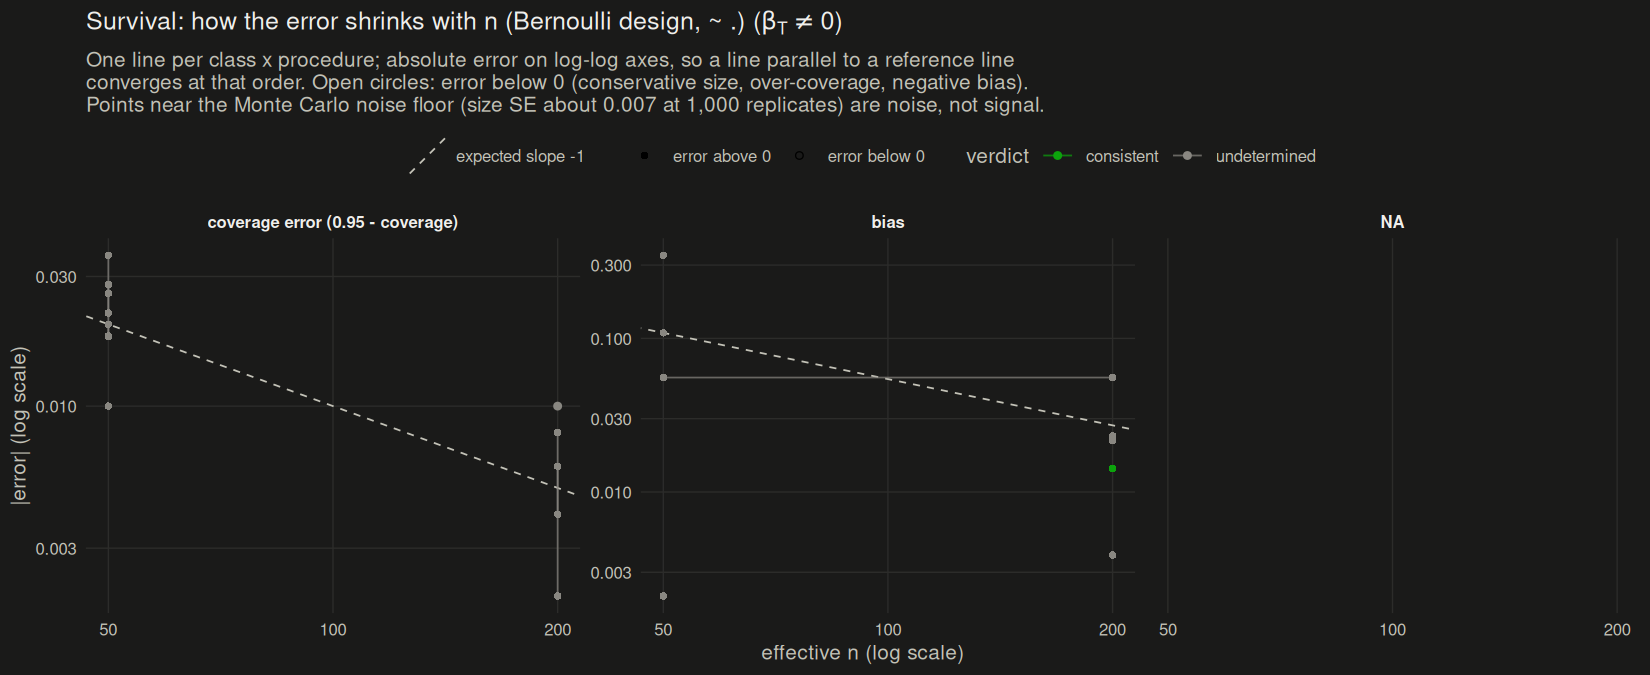 Survival: how the error shrinks with n (Bernoulli design, ~ .) (βT ≠ 0)
One line per class x procedure; absolute error on log-log axes, so a line parallel to a reference line
converges at that order. Open circles: error below 0 (conservative size, over-coverage, negative bias).
Points near the Monte Carlo noise floor (size SE about 0.007 at 1,000 replicates) are noise, not signal.
expected slope -1 error above 0 error below 0 verdict consistent undetermined
coverage error (0.95 - coverage) bias NA
|error| (log scale)
0.030
0.010
0.003
0.300
0.100
0.030
0.010
0.003
50 100 200 50 100 200 50 100 200
effective n (log scale)